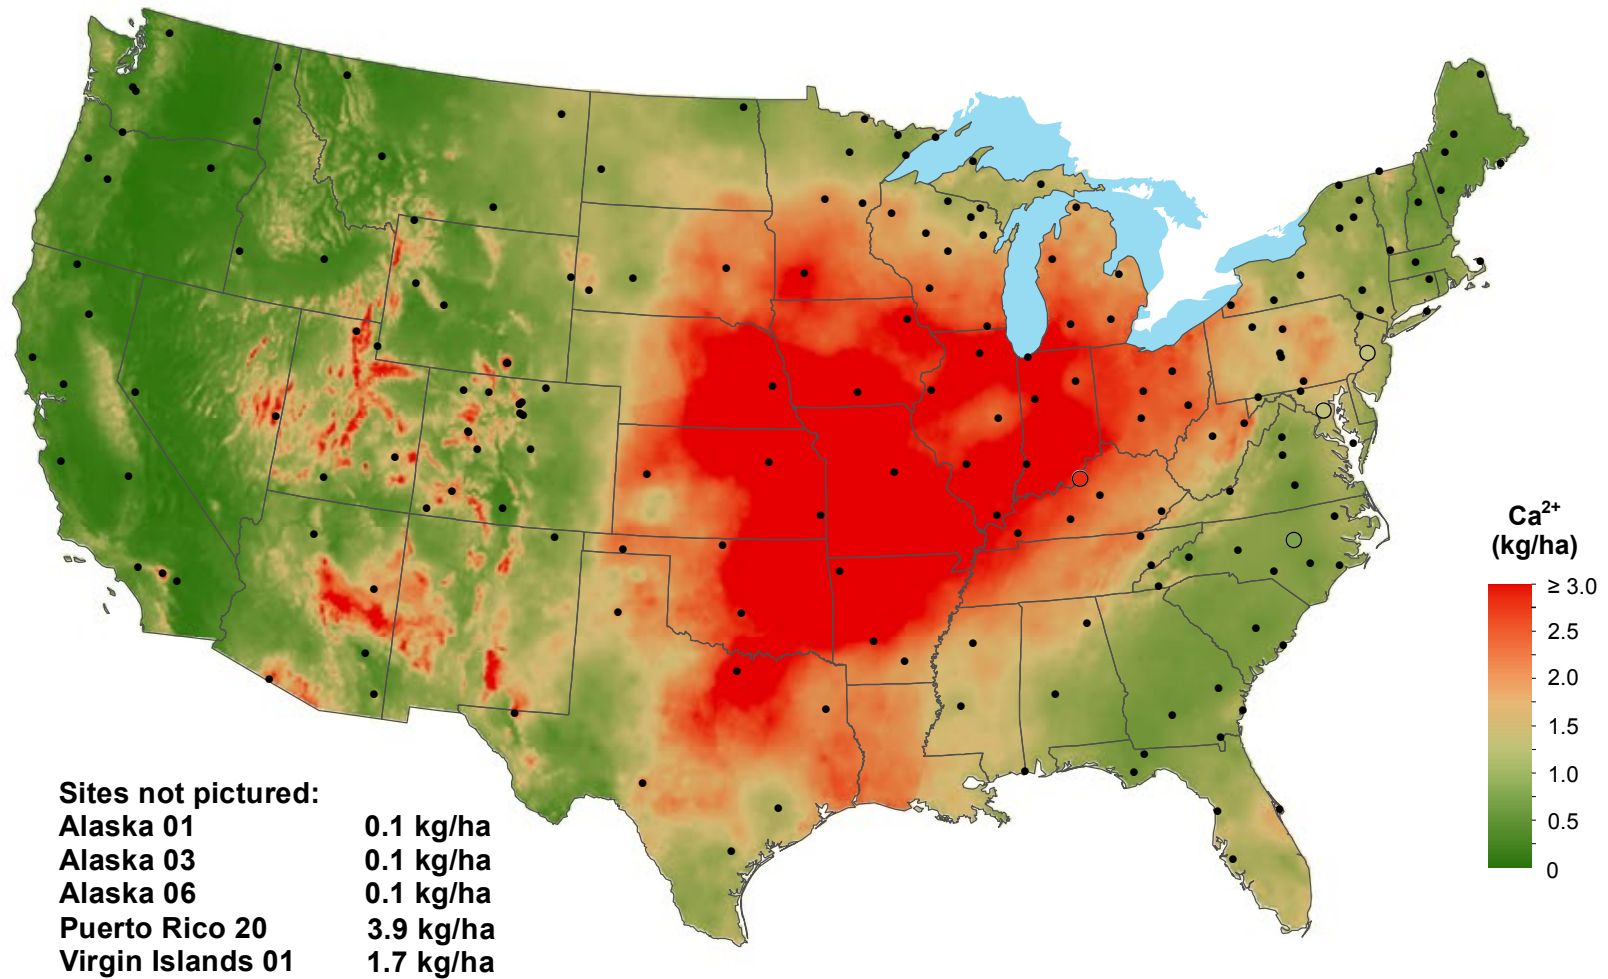 Ca²⁺
(kg/ha)
≥ 3.0
2.5
2.0
1.5
1.0
0.5
0
Sites not pictured:
Alaska 01 0.1 kg/ha
Alaska 03 0.1 kg/ha
Alaska 06 0.1 kg/ha
Puerto Rico 20 3.9 kg/ha
Virgin Islands 01 1.7 kg/ha